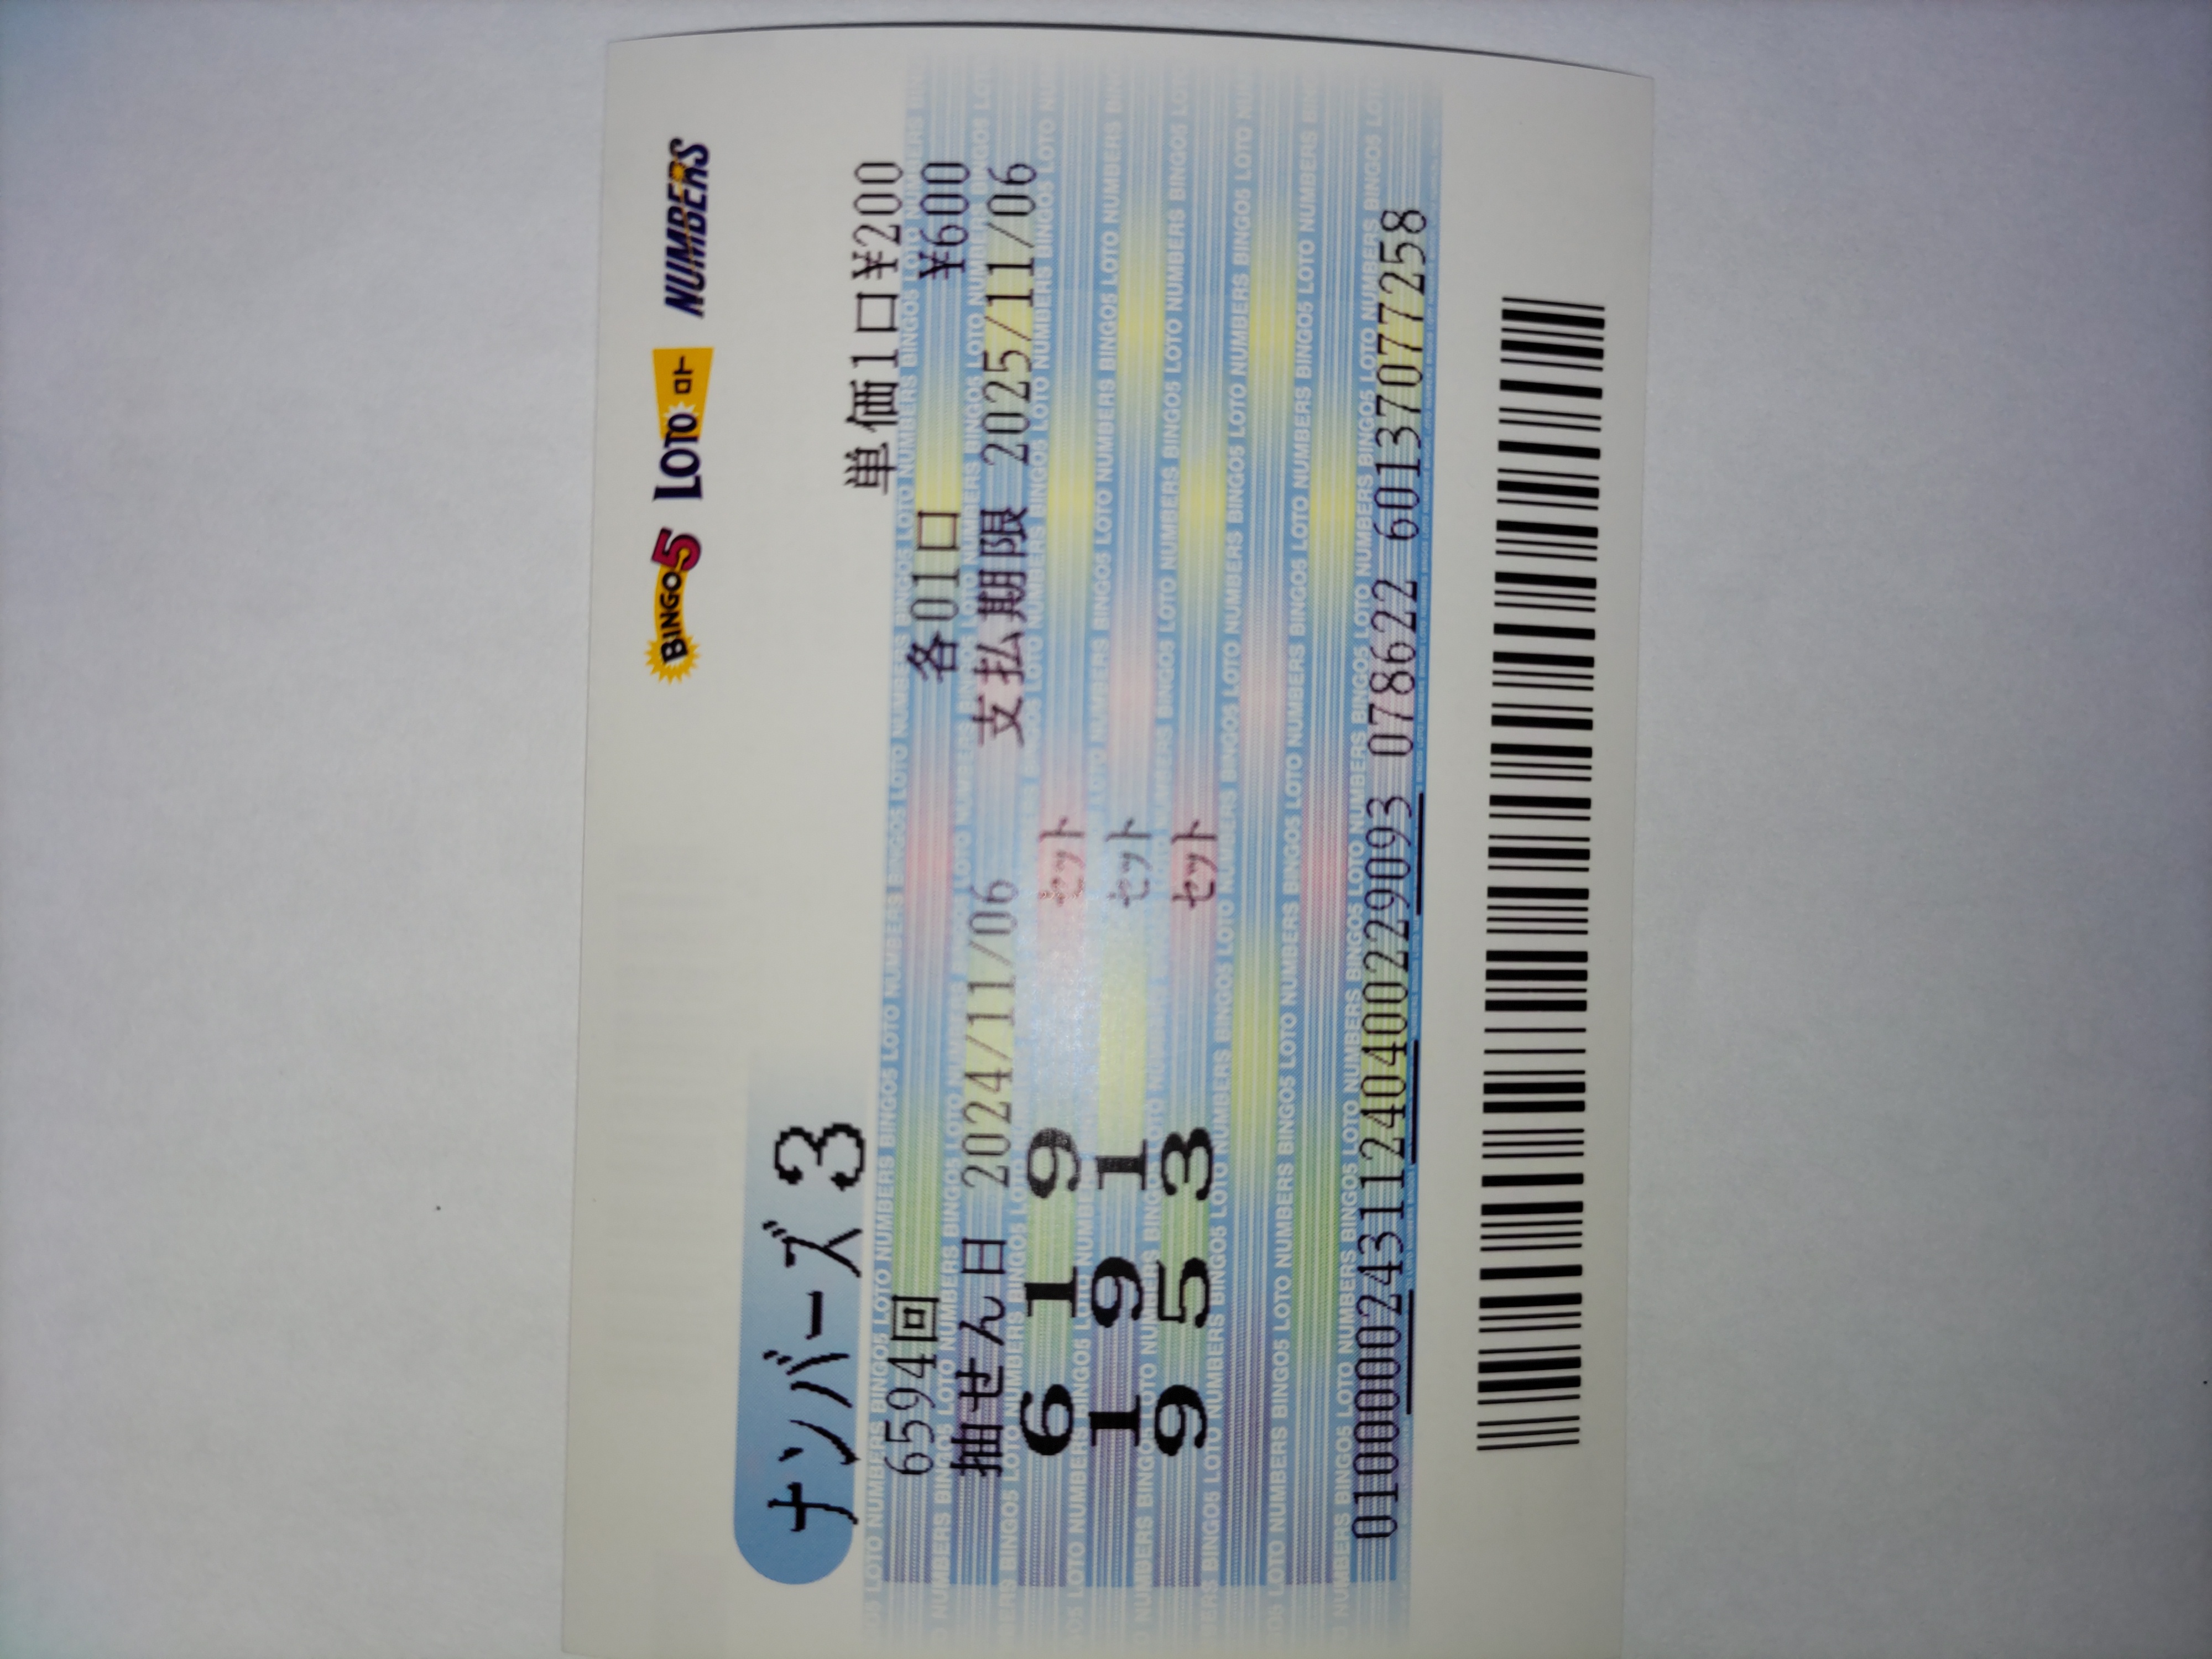 BINGO5 LOTO ロト NUMBERS
ナンバーズ3
単価1口¥200
6594回 各01口 ¥600
抽せん日 2024/11/06 支払期限 2025/11/06
6 1 9 セット
1 9 1 セット
9 5 3 セット
010000024311124040022909​3 078622 60137077258